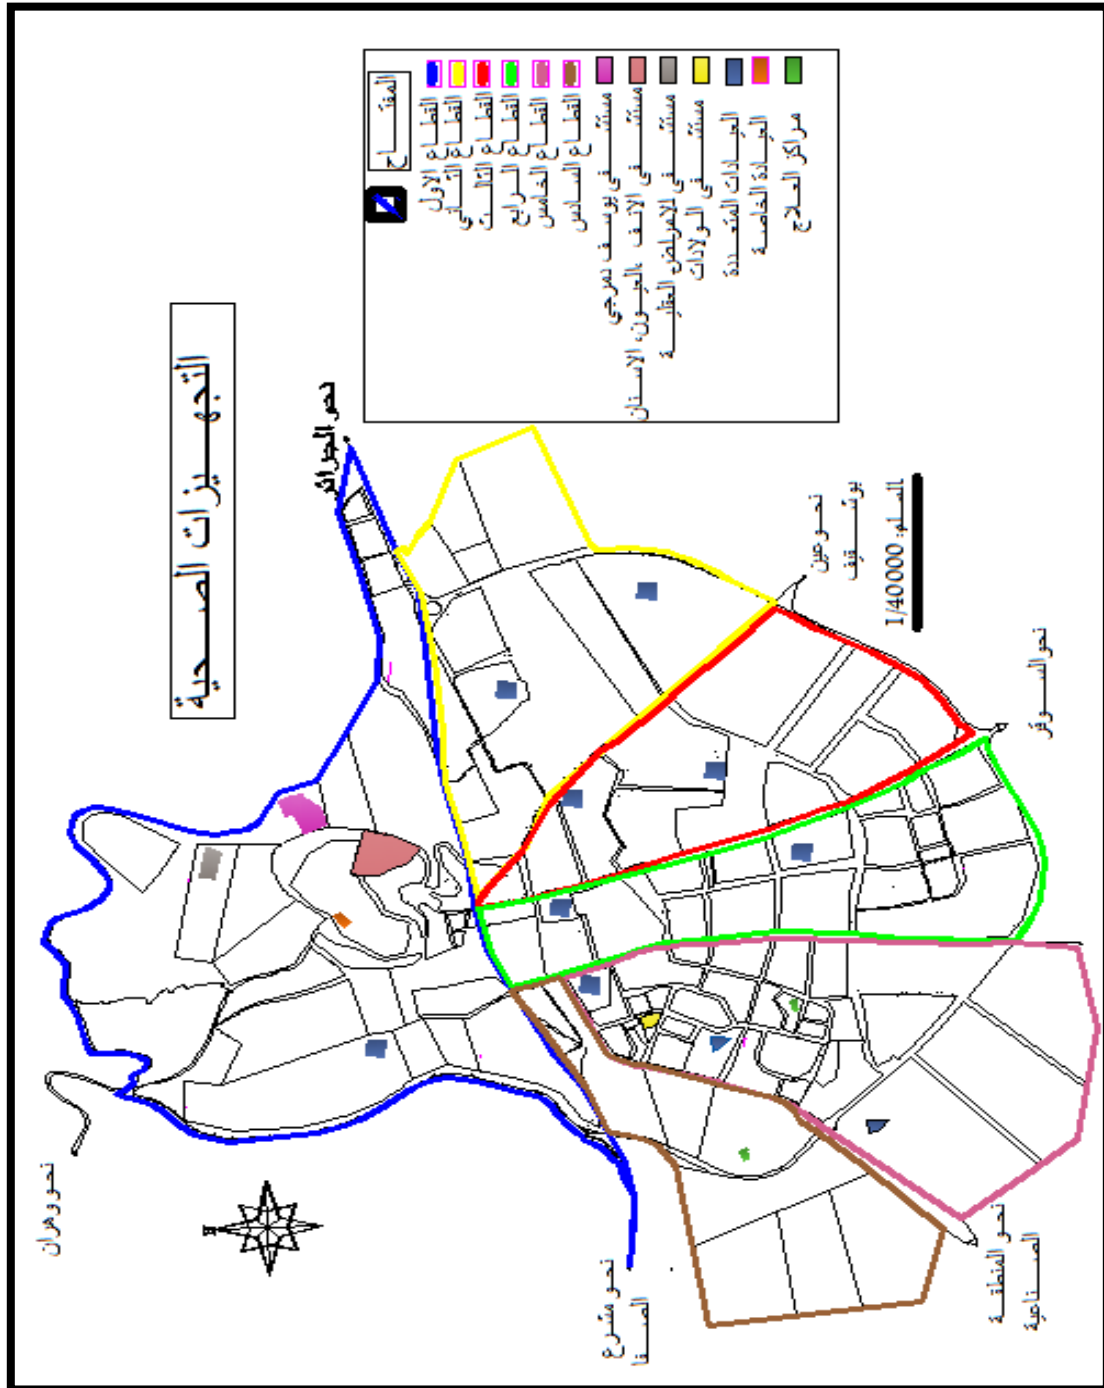 التجهيزات الصحية
المفتاح
القطاع الاول
القطاع الثاني
القطاع الثالث
القطاع الرابع
القطاع الخامس
القطاع السادس
مستشفى يوسف دمرجي
مستشفى الانف ،العيون، الاسنان
مستشفى الامراض العقلية
مستشفى الولادات
العيادات المتعددة
العيادة الخاصة
مراكز العلاج
نحو الجزائر
نحو عين
بوشقيف
السلم: 1/40000
نحو السوقر
نحو وهران
نحو مشرع
الصفا
نحو المنطقة
الصناعية